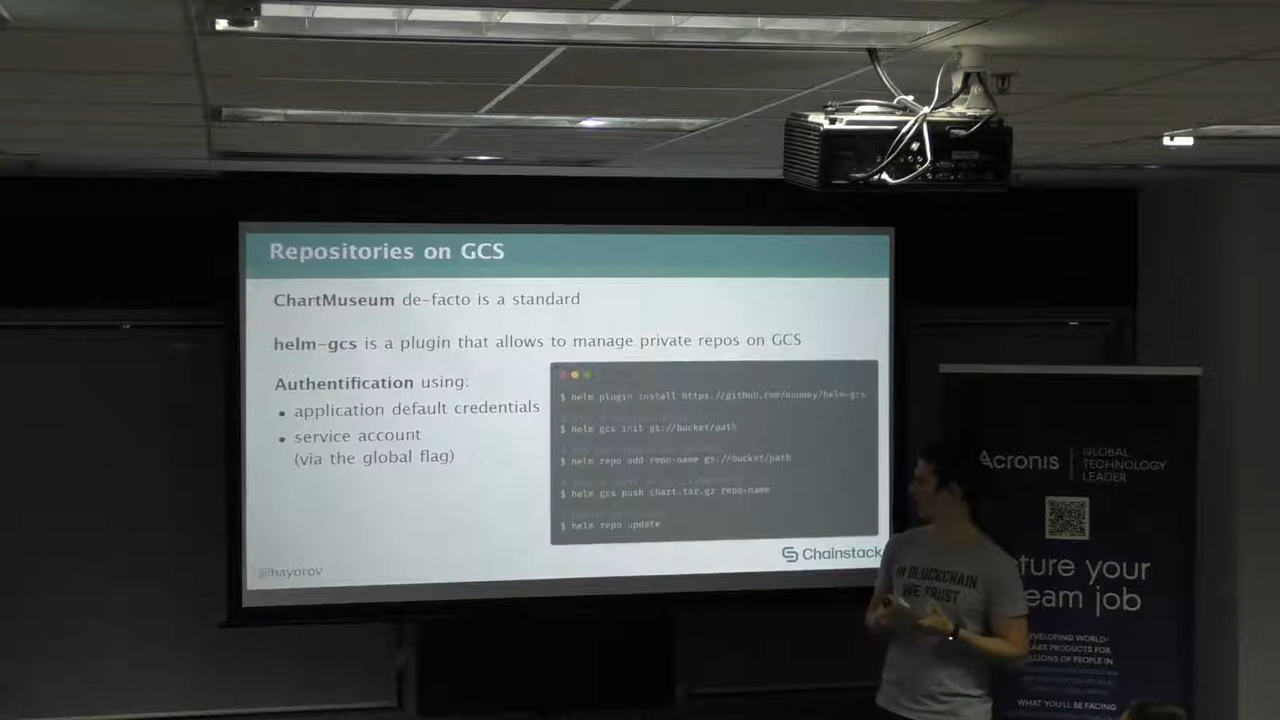 Repositories on GCS
ChartMuseum de-facto is a standard
helm-gcs is a plugin that allows to manage private repos on GCS
Authentification using:
• application default credentials
• service account
(via the global flag)
$ helm plugin install https://github.com/nouney/helm-gcs
$ helm gcs init gs://bucket/path
$ helm repo add repo-name gs://bucket/path
$ helm gcs push chart.tar.gz repo-name
$ helm repo update
@hayorov
Chainstack
IN BLOCKCHAIN
WE TRUST
Acronis
GLOBAL
TECHNOLOGY
LEADER
ture your
eam job
VELOPING WORLD-
PRODUCTS FOR
LLIONS OF PEOPLE IN
WHAT YOU'LL BE FACING